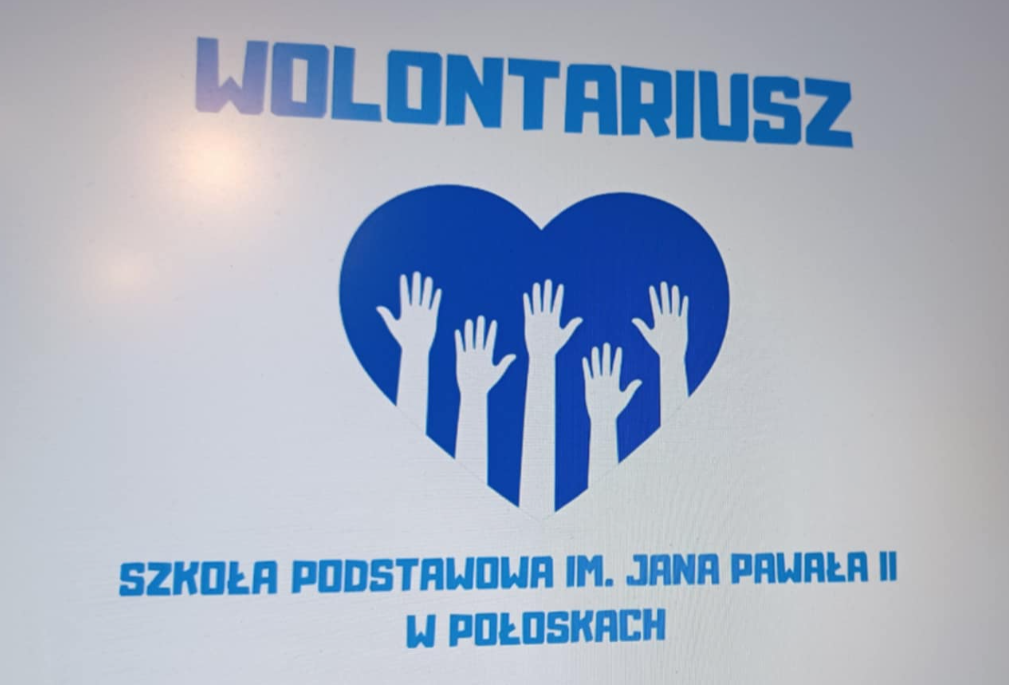 WOLONTARIUSZ
SZKOŁA PODSTAWOWA IM. JANA PAWAŁA II
W POŁOSKACH